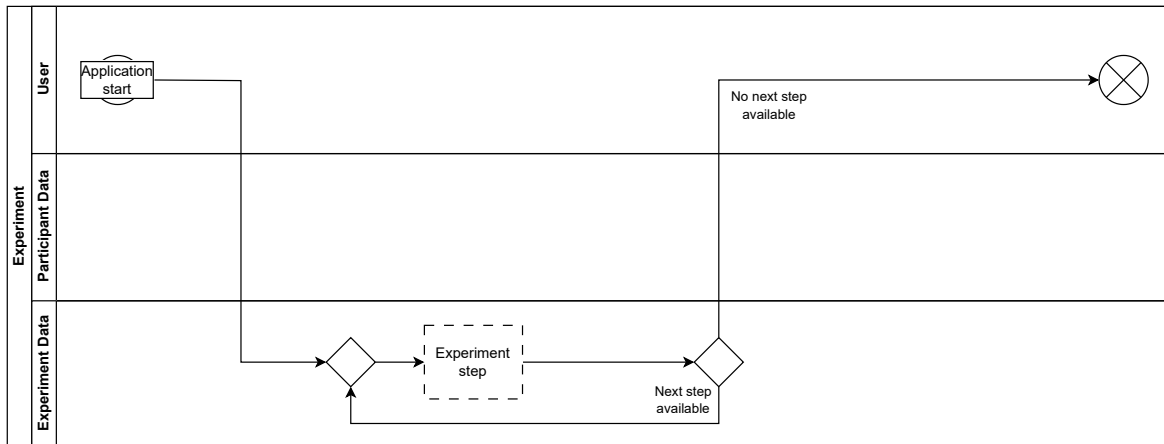 Experiment
User
Application
start
No next step
available
Participant Data
Experiment Data
Experiment
step
Next step
available